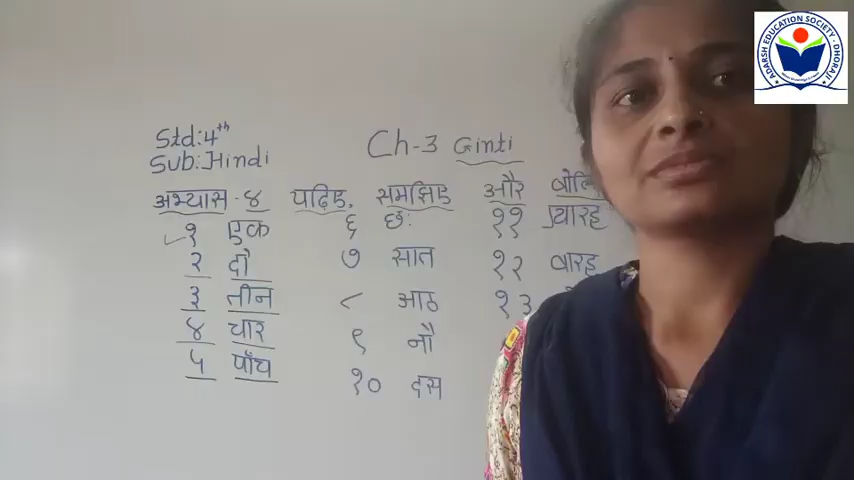 ADARSH EDUCATION SOCIETY - DHORAJI
Std:4th
Sub:Hindi
Ch-3 Ginti
अभ्यास-४ पढ़िए, समझिए और
१ एक ६ छः ११ ग्यारह
२ दो ७ सात १२ बारह
३ तीन ८ आठ १३
४ चार ९ नौ
५ पाँच १० दस